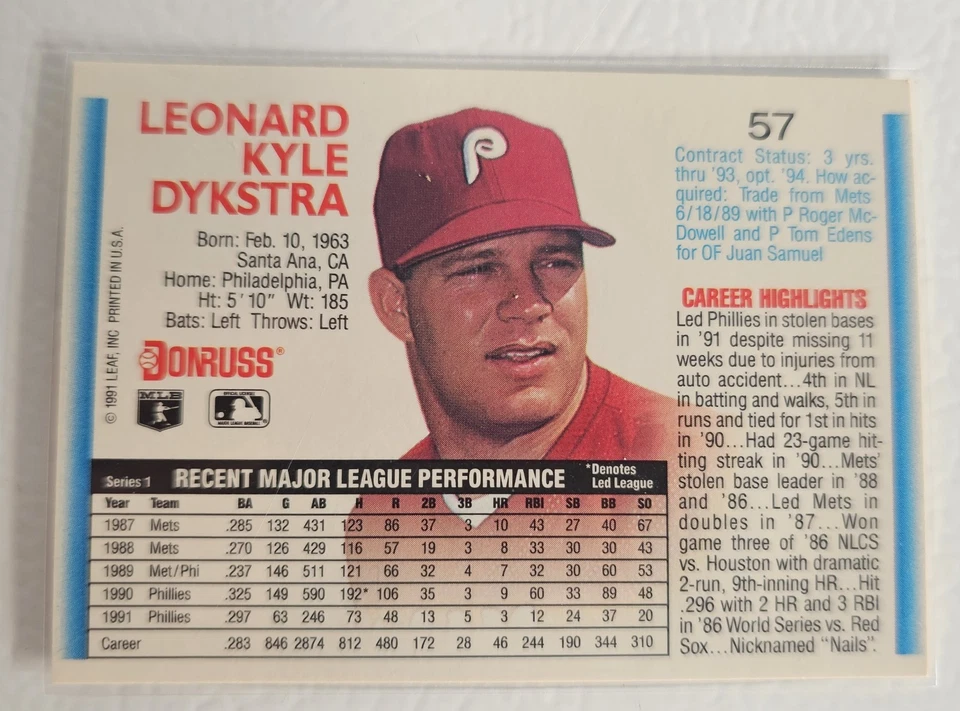 LEONARD
KYLE
DYKSTRA
Born: Feb. 10, 1963
Santa Ana, CA
Home: Philadelphia, PA
Ht: 5'10" Wt: 185
Bats: Left Throws: Left
DONRUSS®
MLB
OFFICIAL LICENSEE
MAJOR LEAGUE BASEBALL
© 1991 LEAF, INC PRINTED IN U.S.A.
P
57
Contract Status: 3 yrs.
thru '93, opt. '94. How ac-
quired: Trade from Mets
6/18/89 with P Roger Mc-
Dowell and P Tom Edens
for OF Juan Samuel
CAREER HIGHLIGHTS
Led Phillies in stolen bases
in '91 despite missing 11
weeks due to injuries from
auto accident...4th in NL
in batting and walks, 5th in
runs and tied for 1st in hits
in '90...Had 23-game hit-
ting streak in '90...Mets'
stolen base leader in '88
and '86...Led Mets in
doubles in '87...Won
game three of '86 NLCS
vs. Houston with dramatic
2-run, 9th-inning HR...Hit
.296 with 2 HR and 3 RBI
in '86 World Series vs. Red
Sox...Nicknamed "Nails".
Series 1 RECENT MAJOR LEAGUE PERFORMANCE *Denotes
Led League
Year Team BA G AB H R 2B 3B HR RBI SB BB SO
1987 Mets .285 132 431 123 86 37 3 10 43 27 40 67
1988 Mets .270 126 429 116 57 19 3 8 33 30 30 43
1989 Met/Phi .237 146 511 121 66 32 4 7 32 30 60 53
1990 Phillies .325 149 590 192* 106 35 3 9 60 33 89 48
1991 Phillies .297 63 246 73 48 13 5 3 12 24 37 20
Career .283 846 2874 812 480 172 28 46 244 190 344 310